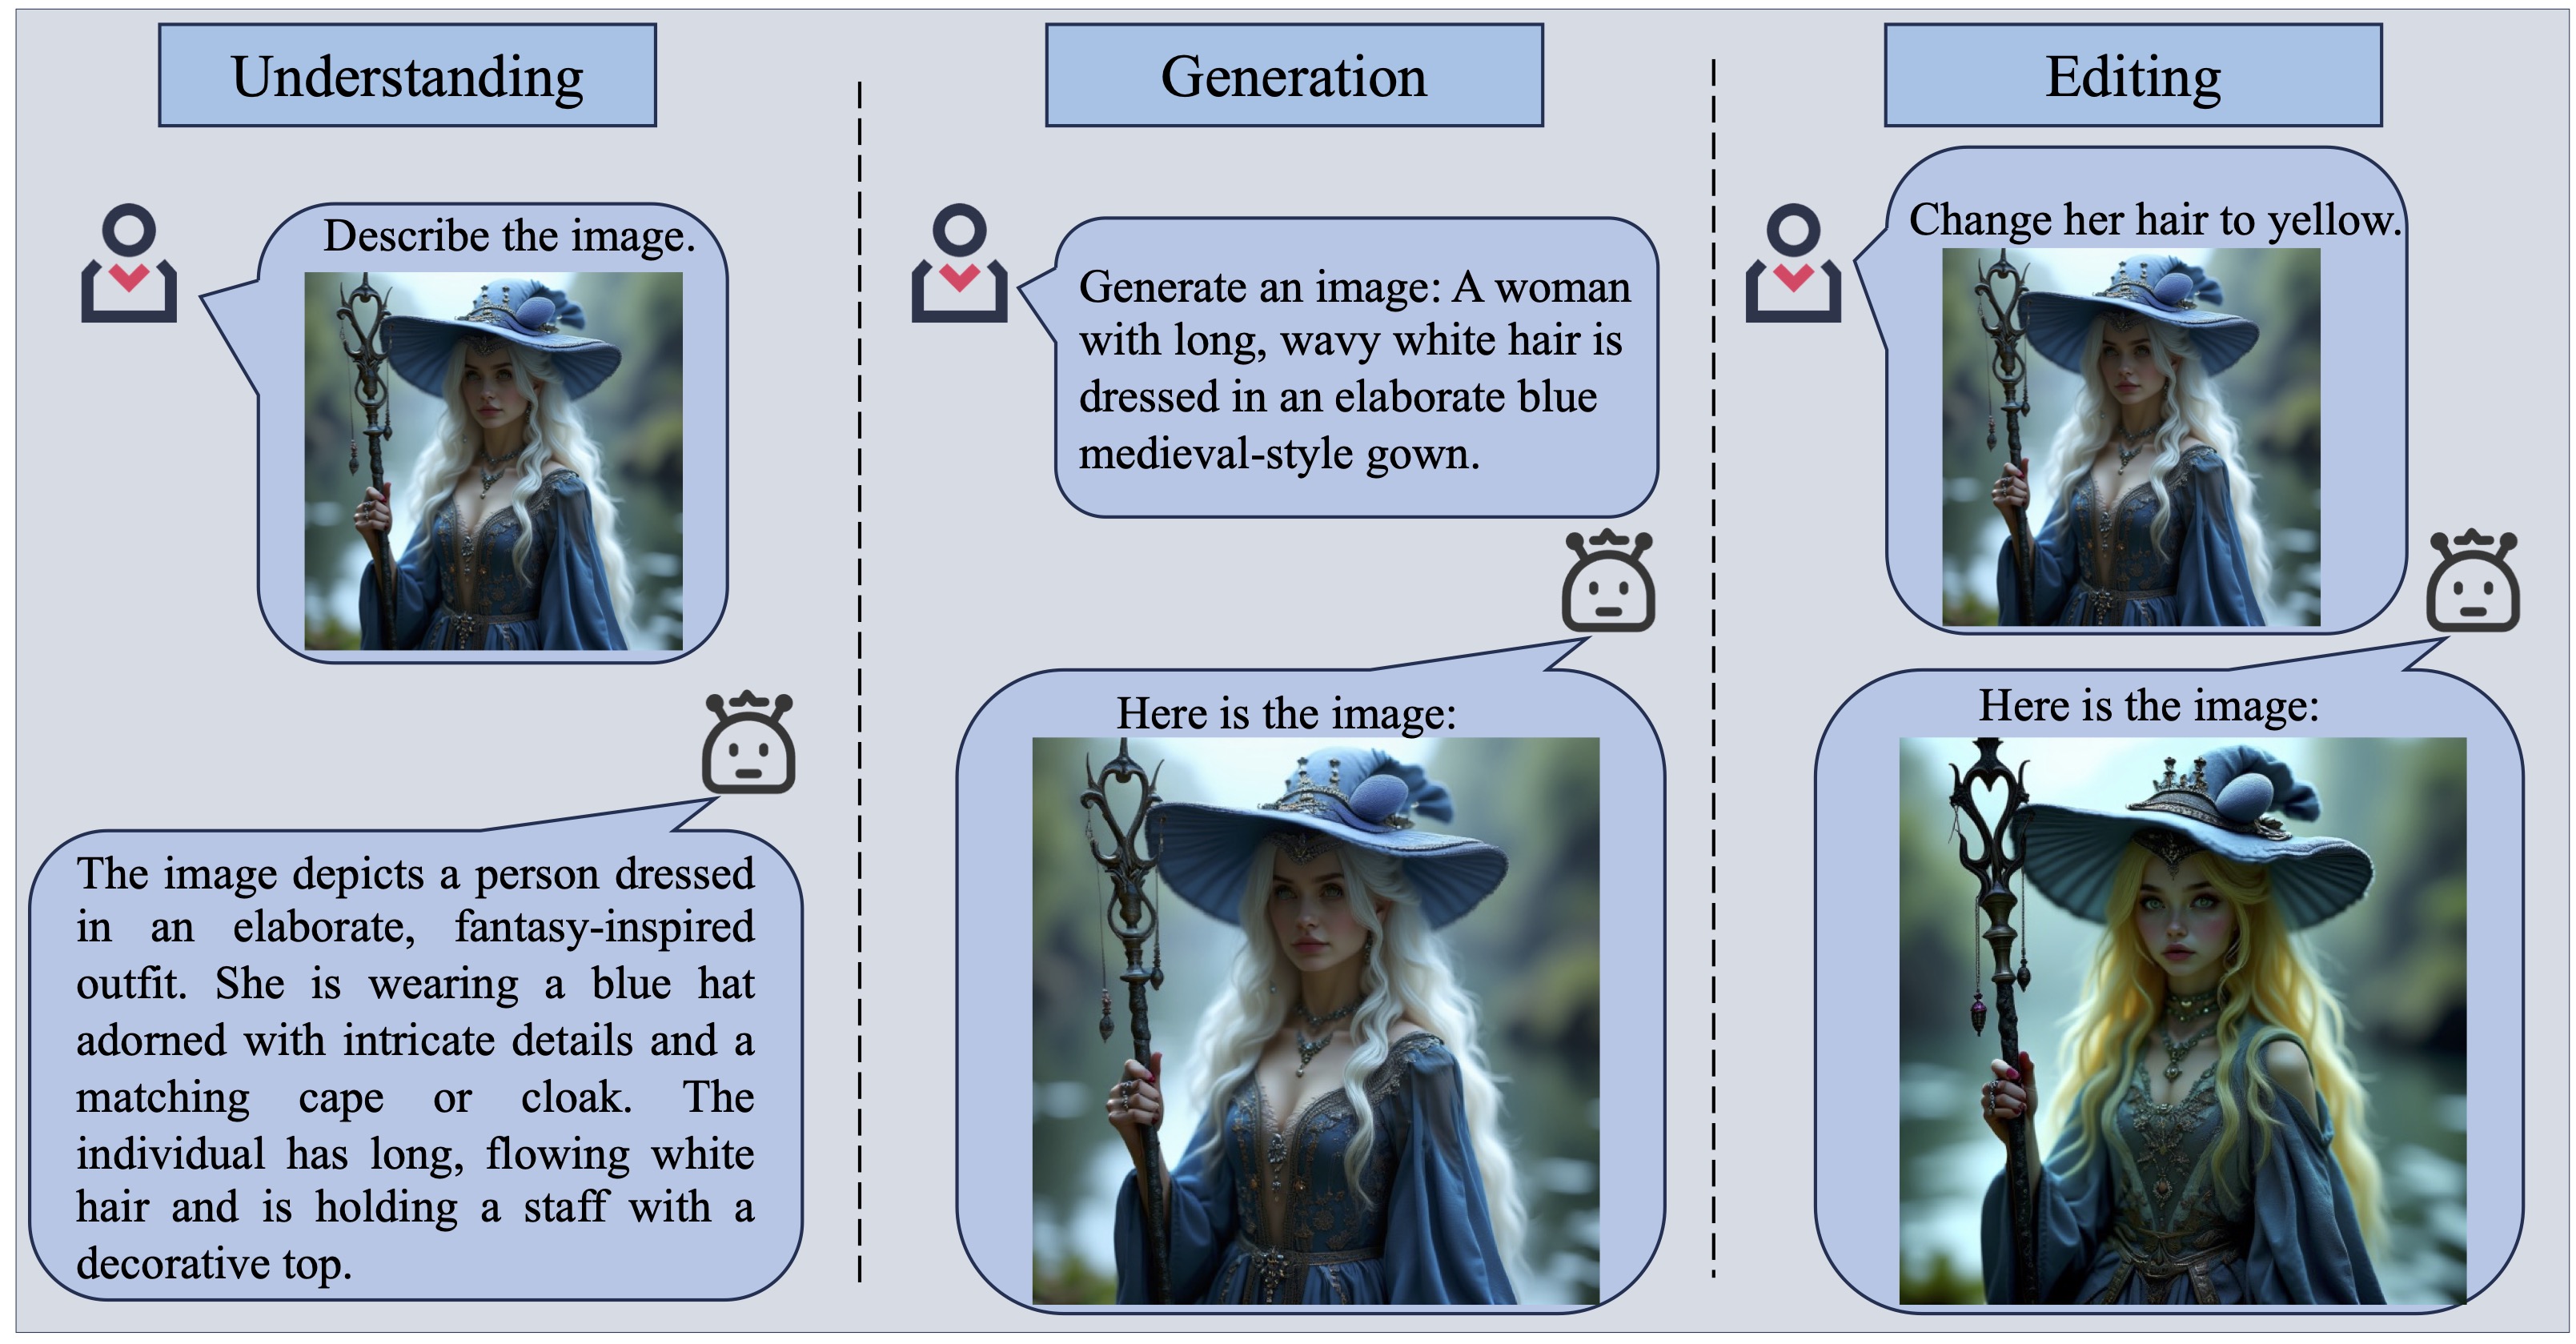 Understanding
Describe the image.
The image depicts a person dressed
in an elaborate, fantasy-inspired
outfit. She is wearing a blue hat
adorned with intricate details and a
matching cape or cloak. The
individual has long, flowing white
hair and is holding a staff with a
decorative top.
Generation
Generate an image: A woman
with long, wavy white hair is
dressed in an elaborate blue
medieval-style gown.
Here is the image:
Editing
Change her hair to yellow.
Here is the image: